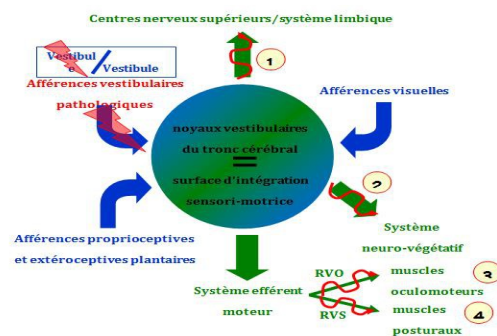 Centres nerveux supérieurs/système limbique
1
Vestibul
e
Vestibule
Afférences vestibulaires
pathologiques
Afférences visuelles
noyaux vestibulaires
du tronc cérébral
=
surface d'intégration
sensori-motrice
2
Afférences proprioceptives
et extéroceptives plantaires
Système
neuro-végétatif
Système efférent
moteur
RVO
muscles
oculomoteurs
3
RVS
muscles
posturaux
4